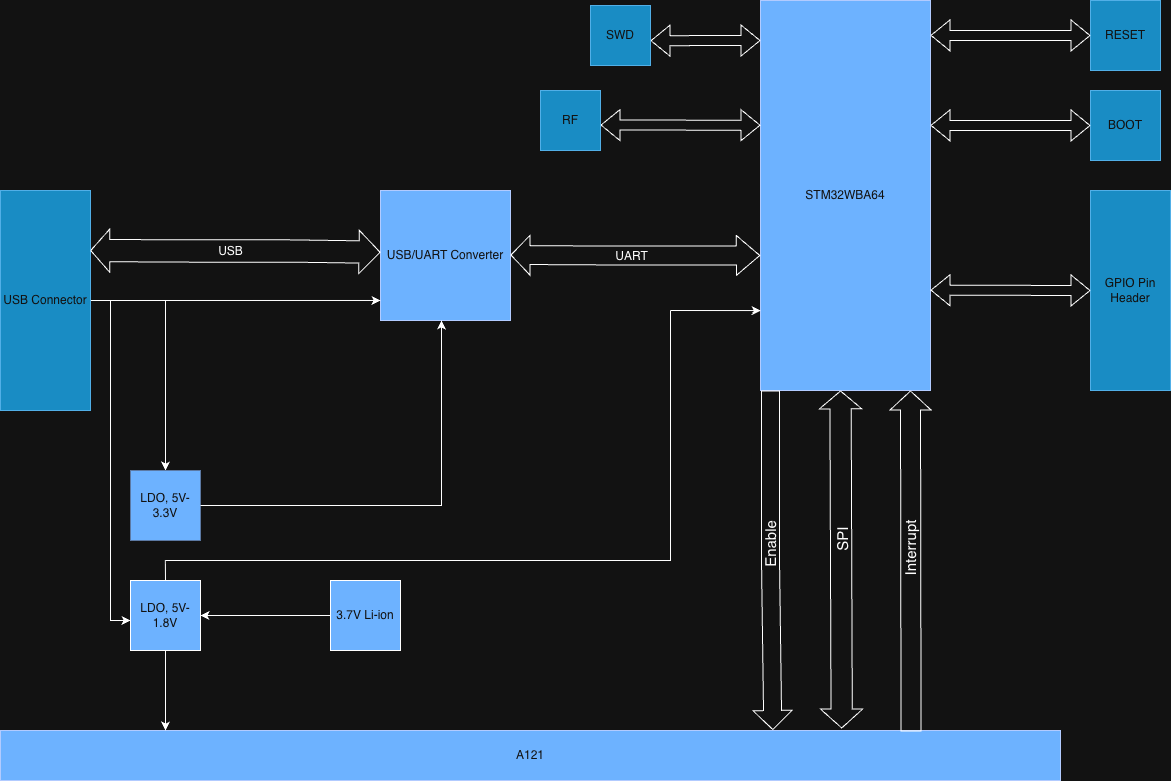 SWD
RESET
RF
BOOT
STM32WBA64
USB
USB/UART Converter
UART
USB Connector
GPIO Pin
Header
LDO, 5V-
3.3V
Enable
SPI
Interrupt
LDO, 5V-
1.8V
3.7V Li-ion
A121